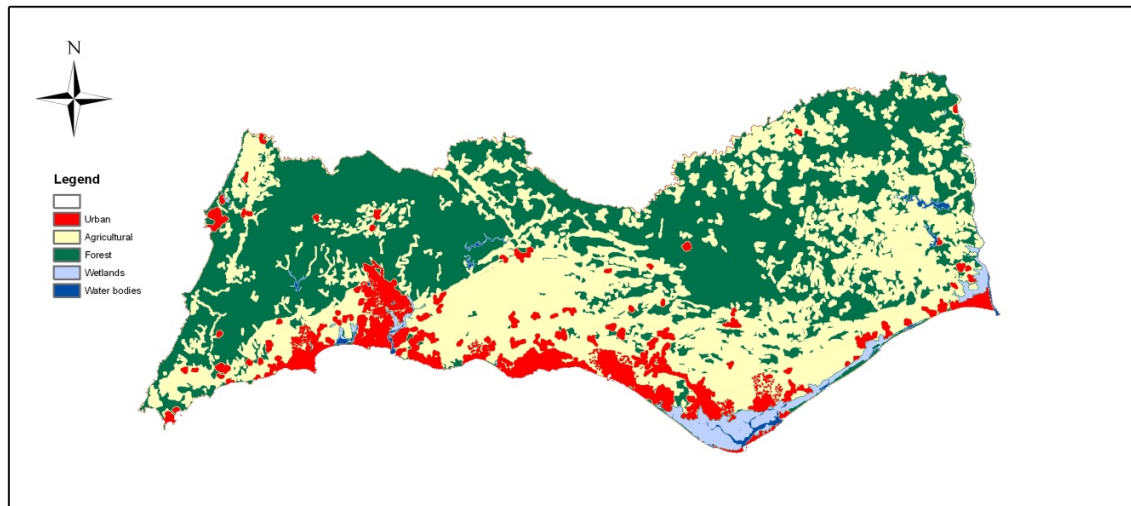 N
Legend
Urban
Agricultural
Forest
Wetlands
Water bodies